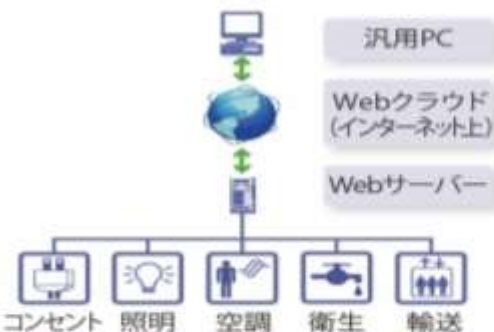 汎用PC
Webクラウド
(インターネット上)
Webサーバー
コンセント
照明
空調
衛生
輸送